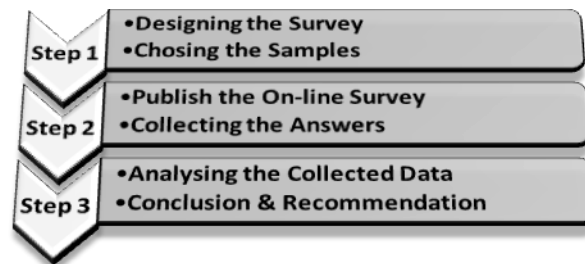 Step 1
•Designing the Survey
•Chosing the Samples
Step 2
•Publish the On-line Survey
•Collecting the Answers
Step 3
•Analysing the Collected Data
•Conclusion & Recommendation